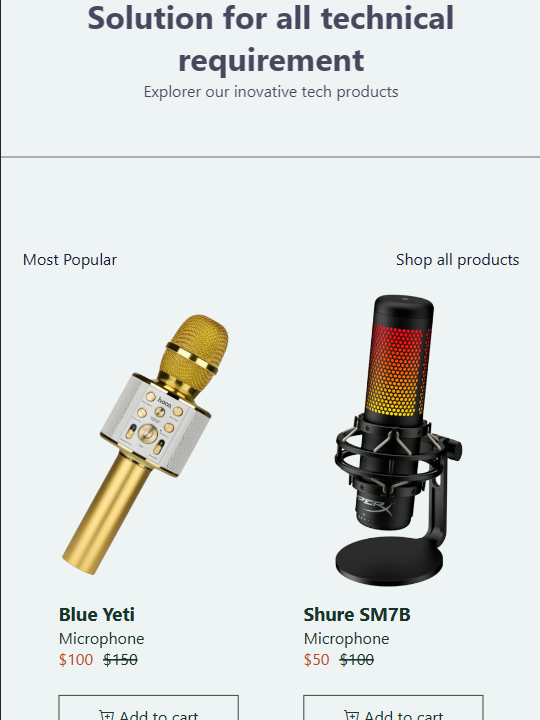 Solution for all technical
requirement
Explorer our inovative tech products
Most Popular
Shop all products
hoco.
Blue Yeti
Microphone
$100 $150
Shure SM7B
Microphone
$50 $100
Add to cart
Add to cart